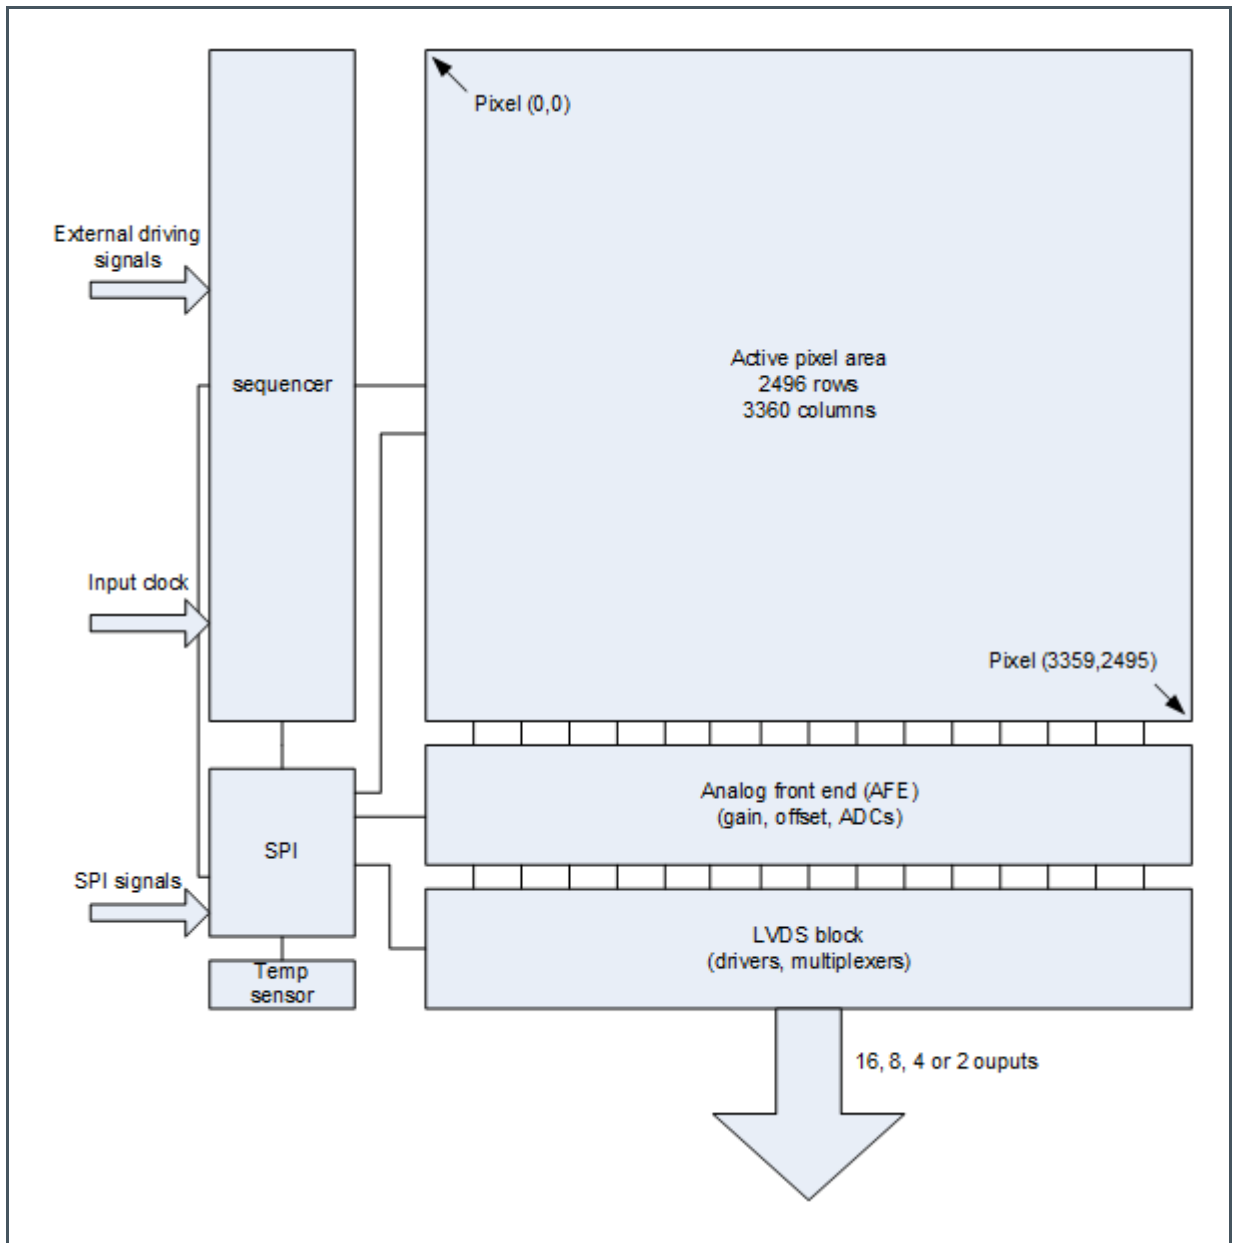 Pixel (0,0)
External driving
signals
Active pixel area
2496 rows
3360 columns
sequencer
Input clock
Pixel (3359,2495)
Analog front end (AFE)
(gain, offset, ADCs)
SPI
SPI signals
LVDS block
(drivers, multiplexers)
Temp
sensor
16, 8, 4 or 2 ouputs